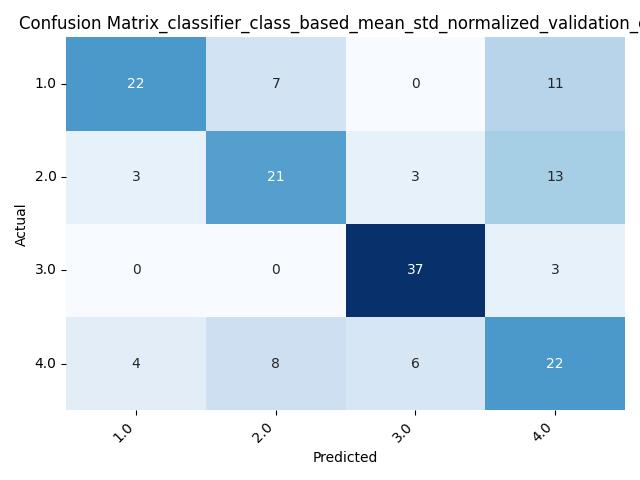 Confusion Matrix_classifier_class_based_mean_std_normalized_validation_
Actual
1.0 22 7 0 11
2.0 3 21 3 13
3.0 0 0 37 3
4.0 4 8 6 22
1.0 2.0 3.0 4.0
Predicted